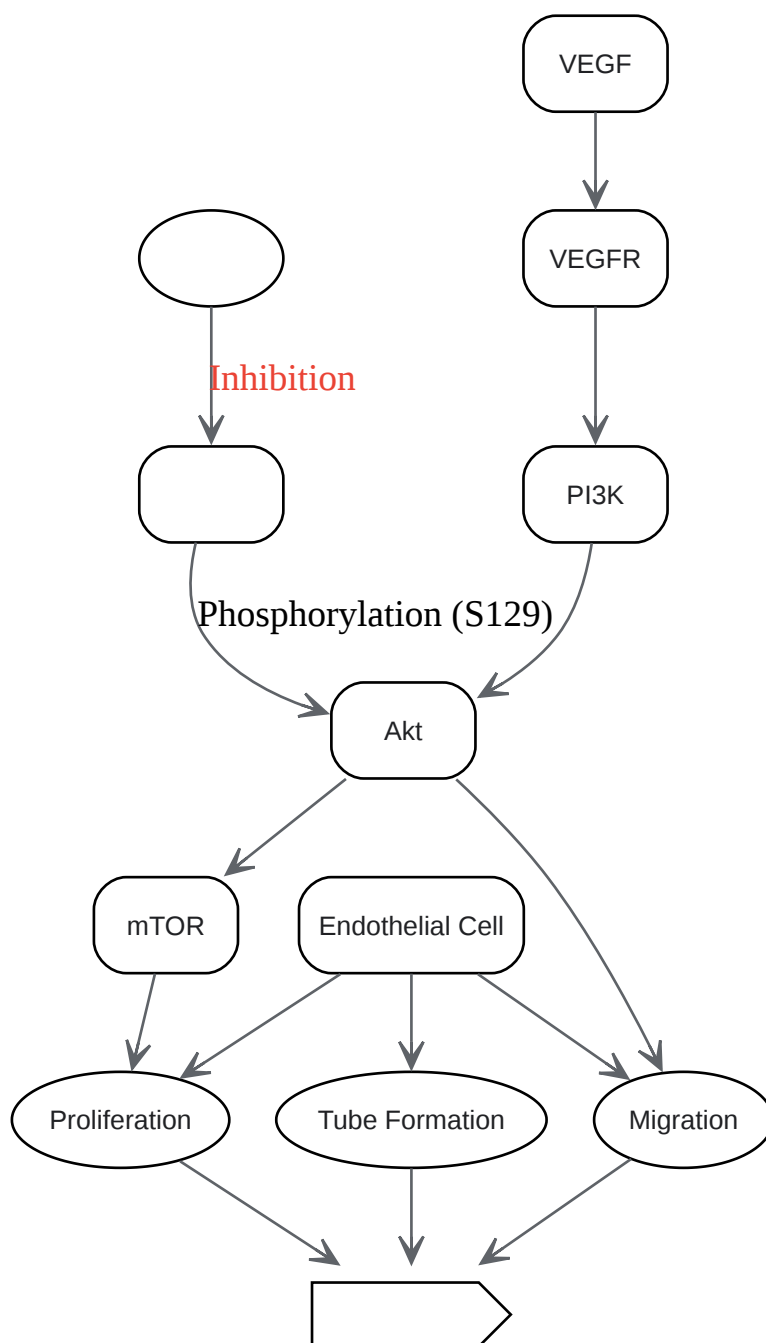 VEGF
VEGFR
Inhibition
PI3K
Phosphorylation (S129)
Akt
mTOR
Endothelial Cell
Proliferation
Tube Formation
Migration